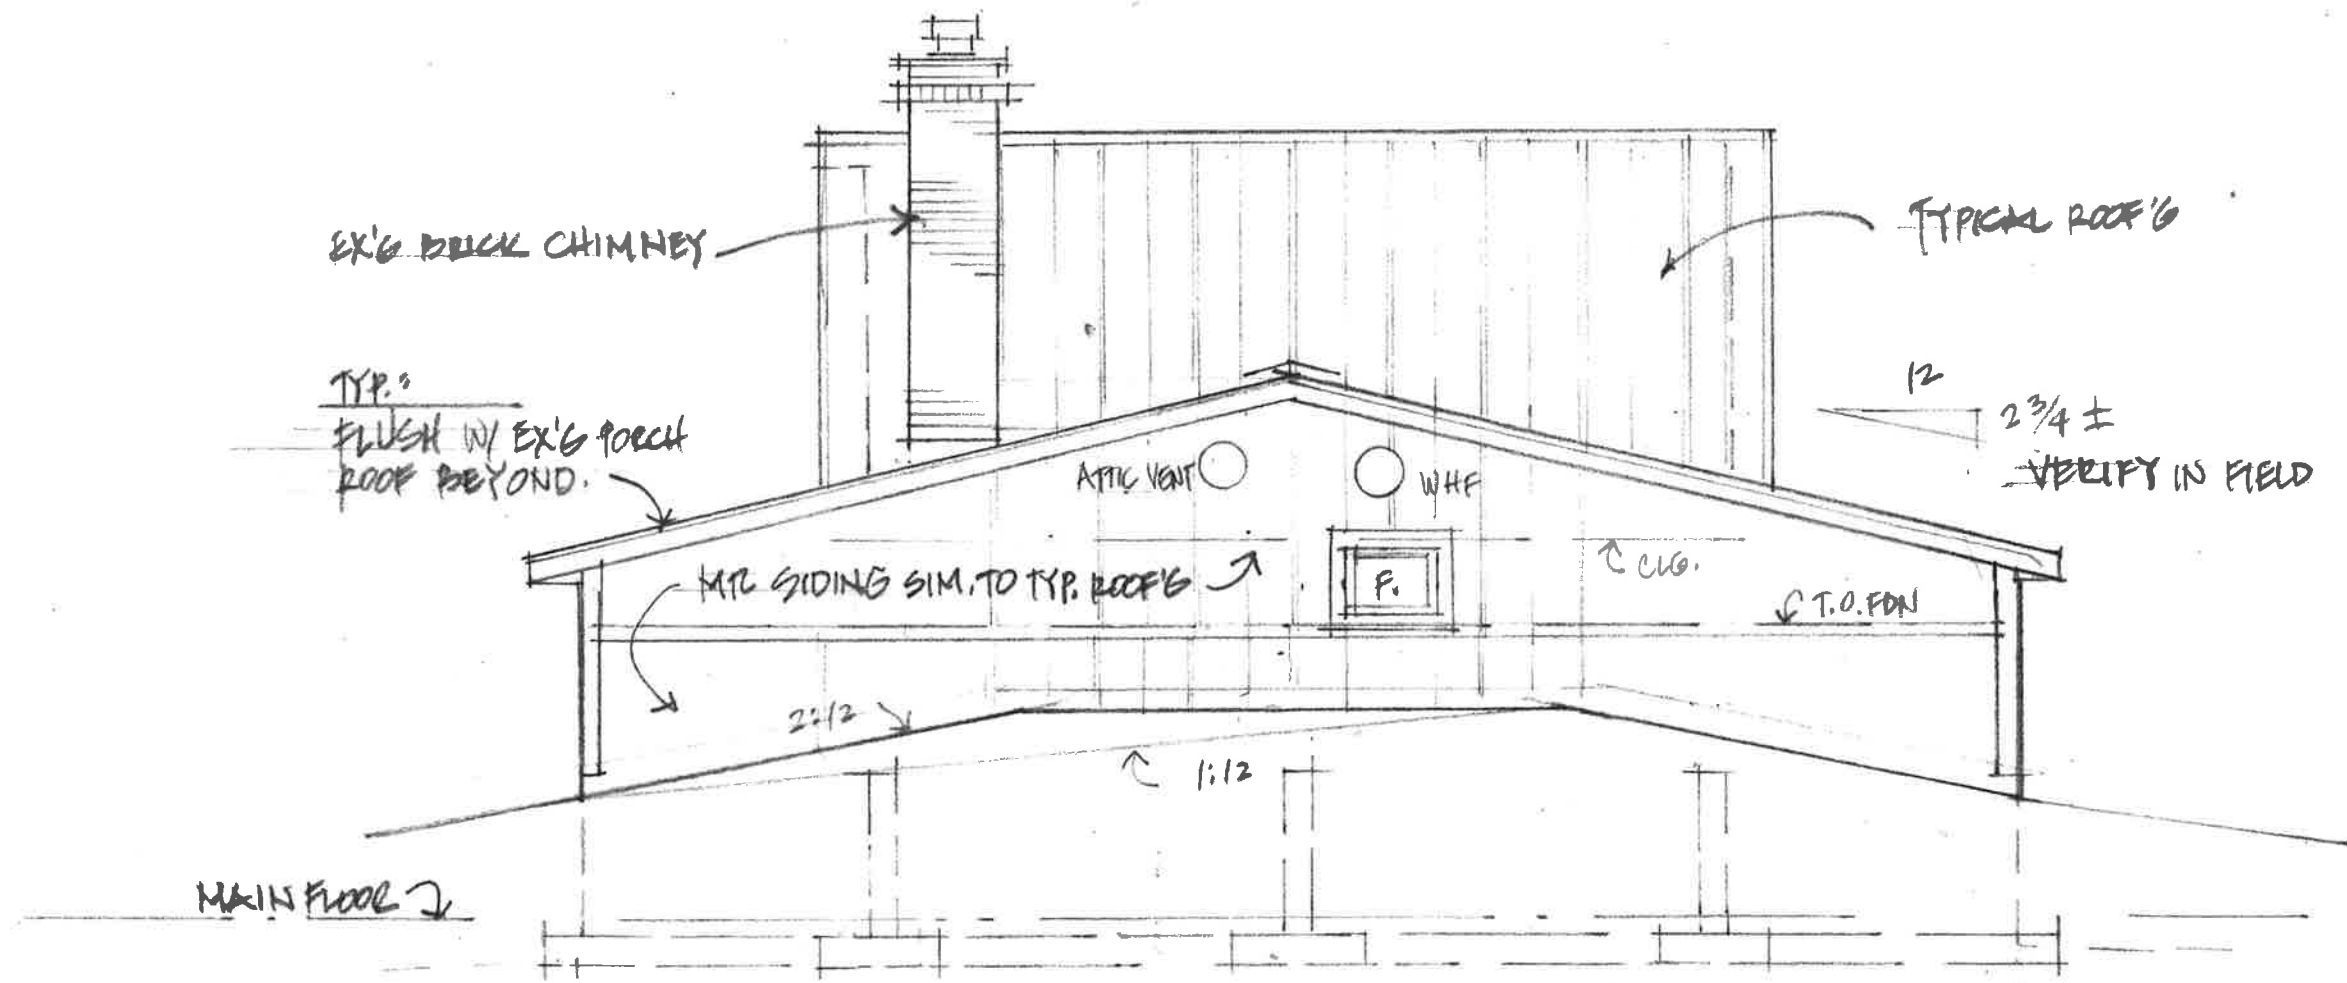 EX'G BRICK CHIMNEY
TYPICAL ROOF'G
TYP.:
FLUSH W/ EX'G PORCH
ROOF BEYOND.
12
2 3/4 ±
VERIFY IN FIELD
ATTIC VENT
WHF
MTL SIDING SIM. TO TYP. ROOF'G
F.
CLG.
T.O. FDN
2:12
1:12
MAIN FLOOR